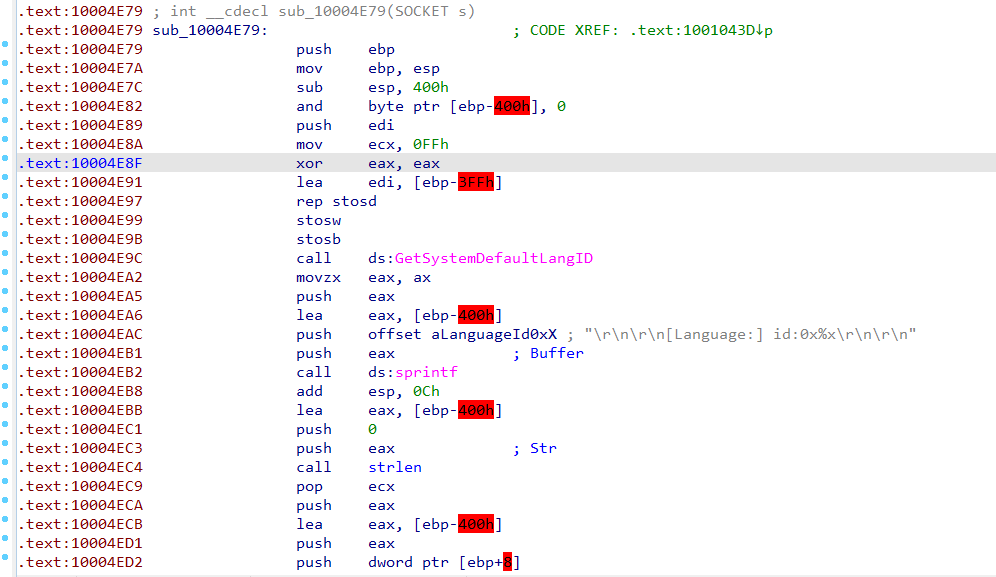 .text:10004E79 ; int __cdecl sub_10004E79(SOCKET s)
.text:10004E79 sub_10004E79: ; CODE XREF: .text:1001043D↓p
.text:10004E79 push ebp
.text:10004E7A mov ebp, esp
.text:10004E7C sub esp, 400h
.text:10004E82 and byte ptr [ebp-400h], 0
.text:10004E89 push edi
.text:10004E8A mov ecx, 0FFh
.text:10004E8F xor eax, eax
.text:10004E91 lea edi, [ebp-3FFh]
.text:10004E97 rep stosd
.text:10004E99 stosw
.text:10004E9B stosb
.text:10004E9C call ds:GetSystemDefaultLangID
.text:10004EA2 movzx eax, ax
.text:10004EA5 push eax
.text:10004EA6 lea eax, [ebp-400h]
.text:10004EAC push offset aLanguageId0xX ; "\r\n\r\n[Language:] id:0x%x\r\n\r\n"
.text:10004EB1 push eax ; Buffer
.text:10004EB2 call ds:sprintf
.text:10004EB8 add esp, 0Ch
.text:10004EBB lea eax, [ebp-400h]
.text:10004EC1 push 0
.text:10004EC3 push eax ; Str
.text:10004EC4 call strlen
.text:10004EC9 pop ecx
.text:10004ECA push eax
.text:10004ECB lea eax, [ebp-400h]
.text:10004ED1 push eax
.text:10004ED2 push dword ptr [ebp+8]